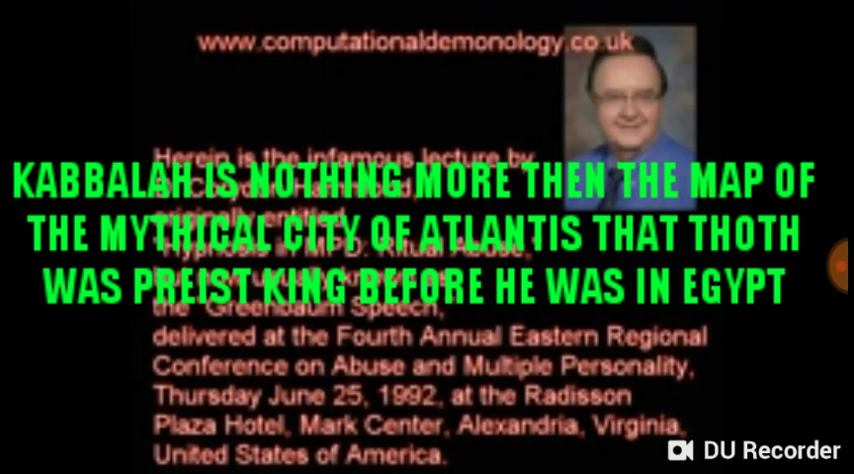 www.computationaldemonology.co.uk
Herein is the infamous lecture by
KABBALAH IS NOTHING MORE THEN THE MAP OF
THE MYTHICAL CITY OF ATLANTIS THAT THOTH
WAS PREIST KING BEFORE HE WAS IN EGYPT
originally entitled
"Hypnosis in MPD: Ritual Abuse,"
the "Greenbaum Speech,"
delivered at the Fourth Annual Eastern Regional
Conference on Abuse and Multiple Personality,
Thursday June 25, 1992, at the Radisson
Plaza Hotel, Mark Center, Alexandria, Virginia,
United States of America.
DU Recorder